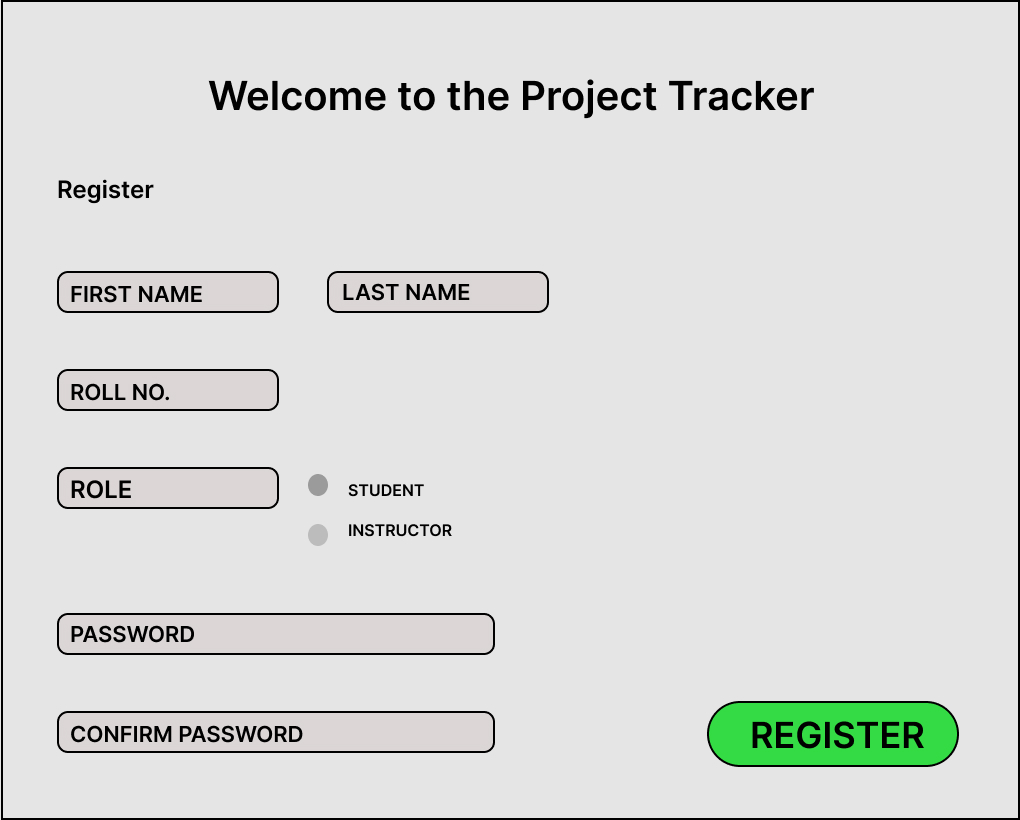 Welcome to the Project Tracker
Register
FIRST NAME
LAST NAME
ROLL NO.
ROLE
STUDENT
INSTRUCTOR
PASSWORD
CONFIRM PASSWORD
REGISTER